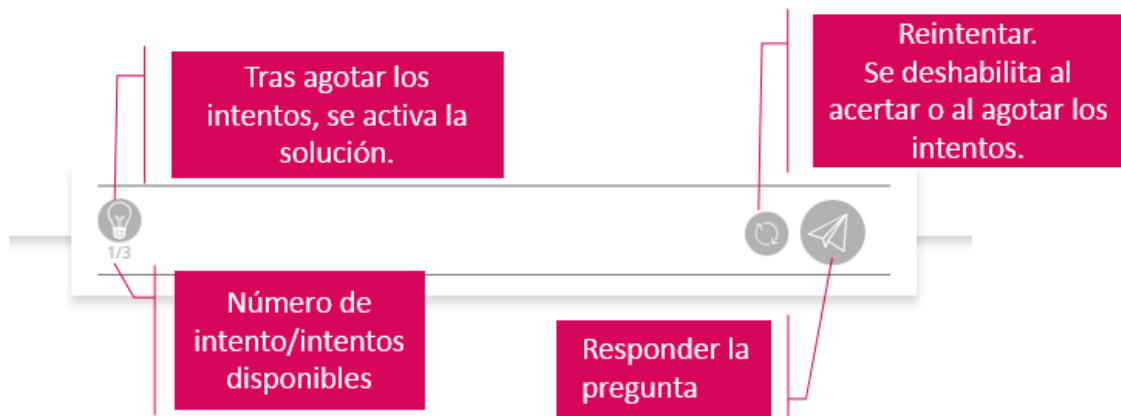 Tras agotar los
intentos, se activa la
solución.
Reintentar.
Se deshabilita al
acertar o al agotar los
intentos.
1/3
Número de
intento/intentos
disponibles
Responder la
pregunta